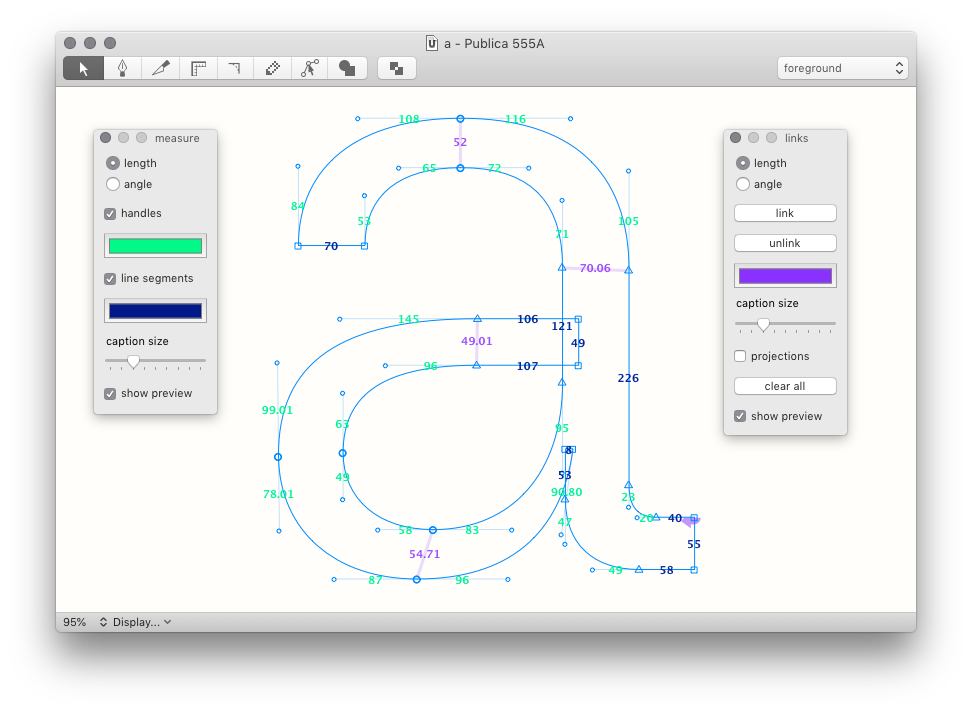 a - Publica 555A
foreground
measure
length
angle
handles
line segments
caption size
show preview
links
length
angle
link
unlink
caption size
projections
clear all
show preview
108
116
52
65
72
84
53
105
71
70
70.06
145
106
121
49.01
49
96
107
226
99.01
63
95
8
49
53
78.01
90.80
23
20
40
47
58
83
55
54.71
49
58
87
96
95%
Display...